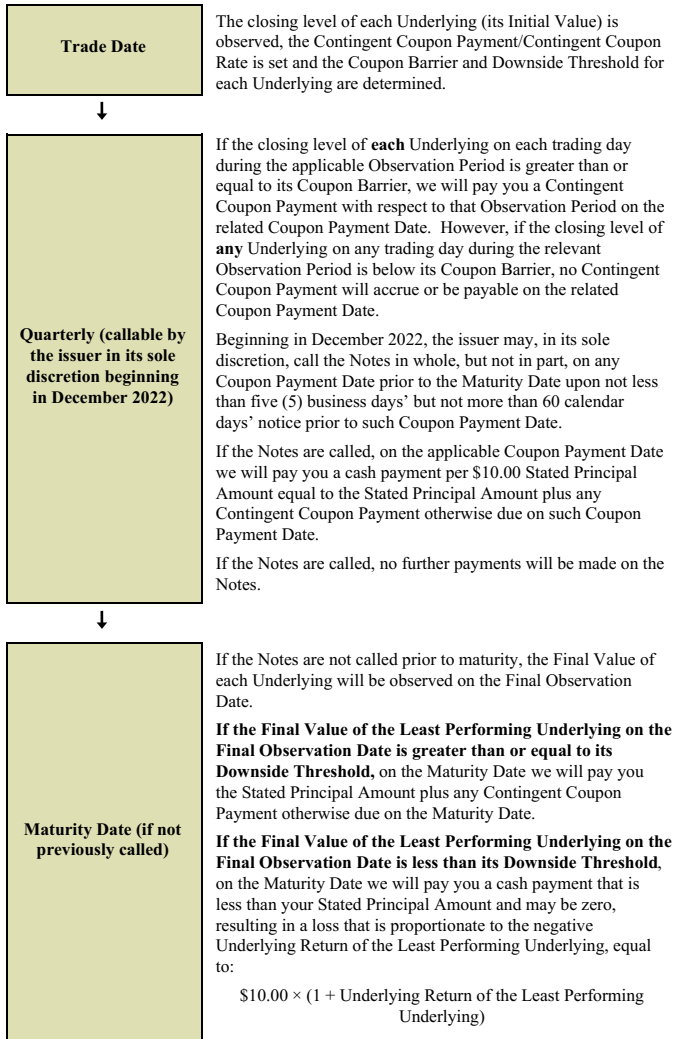 Trade Date
The closing level of each Underlying (its Initial Value) is
observed, the Contingent Coupon Payment/Contingent Coupon
Rate is set and the Coupon Barrier and Downside Threshold for
each Underlying are determined.
Quarterly (callable by
the issuer in its sole
discretion beginning
in December 2022)
If the closing level of each Underlying on each trading day
during the applicable Observation Period is greater than or
equal to its Coupon Barrier, we will pay you a Contingent
Coupon Payment with respect to that Observation Period on the
related Coupon Payment Date. However, if the closing level of
any Underlying on any trading day during the relevant
Observation Period is below its Coupon Barrier, no Contingent
Coupon Payment will accrue or be payable on the related
Coupon Payment Date.
Beginning in December 2022, the issuer may, in its sole
discretion, call the Notes in whole, but not in part, on any
Coupon Payment Date prior to the Maturity Date upon not less
than five (5) business days’ but not more than 60 calendar
days’ notice prior to such Coupon Payment Date.
If the Notes are called, on the applicable Coupon Payment Date
we will pay you a cash payment per $10.00 Stated Principal
Amount equal to the Stated Principal Amount plus any
Contingent Coupon Payment otherwise due on such Coupon
Payment Date.
If the Notes are called, no further payments will be made on the
Notes.
Maturity Date (if not
previously called)
If the Notes are not called prior to maturity, the Final Value of
each Underlying will be observed on the Final Observation
Date.
If the Final Value of the Least Performing Underlying on the
Final Observation Date is greater than or equal to its
Downside Threshold, on the Maturity Date we will pay you
the Stated Principal Amount plus any Contingent Coupon
Payment otherwise due on the Maturity Date.
If the Final Value of the Least Performing Underlying on the
Final Observation Date is less than its Downside Threshold,
on the Maturity Date we will pay you a cash payment that is
less than your Stated Principal Amount and may be zero,
resulting in a loss that is proportionate to the negative
Underlying Return of the Least Performing Underlying, equal
to:
$10.00 × (1 + Underlying Return of the Least Performing
Underlying)